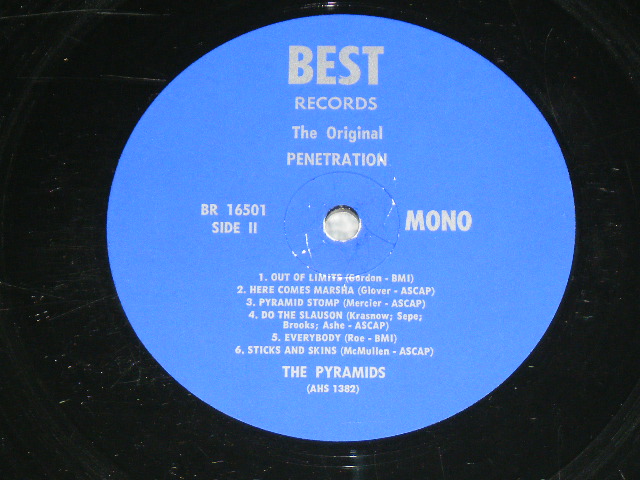 BEST
RECORDS
The Original
PENETRATION
BR 16501
SIDE II
MONO
1. OUT OF LIMITS (Gordon - BMI)
2. HERE COMES MARSHA (Glover - ASCAP)
3. PYRAMID STOMP (Mercier - ASCAP)
4. DO THE SLAUSON (Krasnow; Sepe;
Brooks; Ashe - ASCAP)
5. EVERYBODY (Roe - BMI)
6. STICKS AND SKINS (McMullen - ASCAP)
THE PYRAMIDS
(AHS 1382)